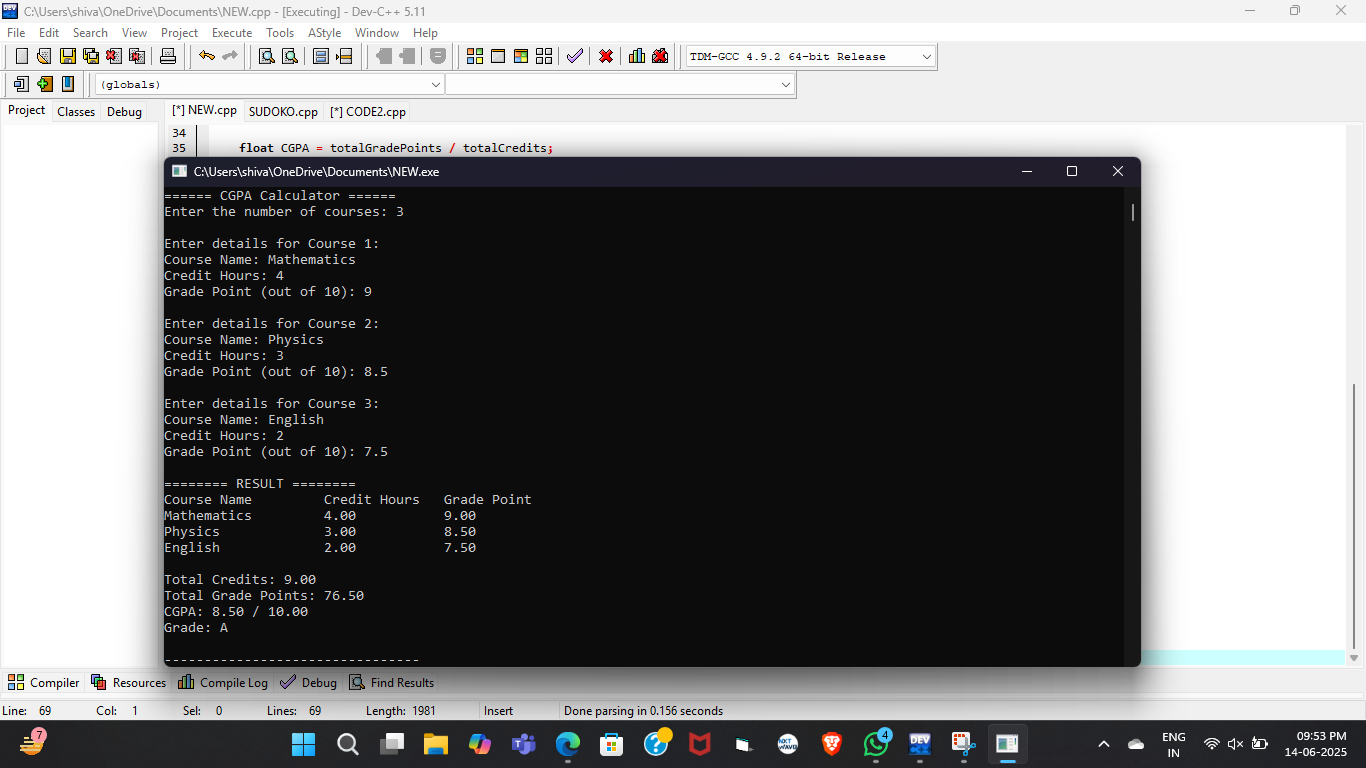 C:\Users\shiva\OneDrive\Documents\NEW.cpp - [Executing] - Dev-C++ 5.11
File Edit Search View Project Execute Tools AStyle Window Help
TDM-GCC 4.9.2 64-bit Release
(globals)
Project Classes Debug [*] NEW.cpp SUDOKO.cpp [*] CODE2.cpp
34
35 float CGPA = totalGradePoints / totalCredits;
C:\Users\shiva\OneDrive\Documents\NEW.exe
====== CGPA Calculator ======
Enter the number of courses: 3
Enter details for Course 1:
Course Name: Mathematics
Credit Hours: 4
Grade Point (out of 10): 9
Enter details for Course 2:
Course Name: Physics
Credit Hours: 3
Grade Point (out of 10): 8.5
Enter details for Course 3:
Course Name: English
Credit Hours: 2
Grade Point (out of 10): 7.5
======== RESULT ========
Course Name Credit Hours Grade Point
Mathematics 4.00 9.00
Physics 3.00 8.50
English 2.00 7.50
Total Credits: 9.00
Total Grade Points: 76.50
CGPA: 8.50 / 10.00
Grade: A
--------------------------------
Compiler Resources Compile Log Debug Find Results
Line: 69 Col: 1 Sel: 0 Lines: 69 Length: 1981 Insert Done parsing in 0.156 seconds
7
4
DEV
ENG
IN
09:53 PM
14-06-2025